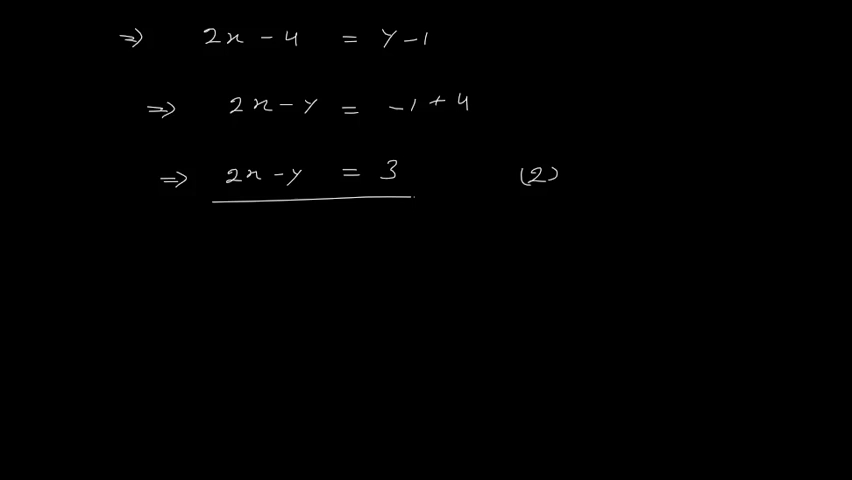 ⇒ 2x - 4 = y - 1
⇒ 2x - y = -1 + 4
⇒ 2x - y = 3 (2)